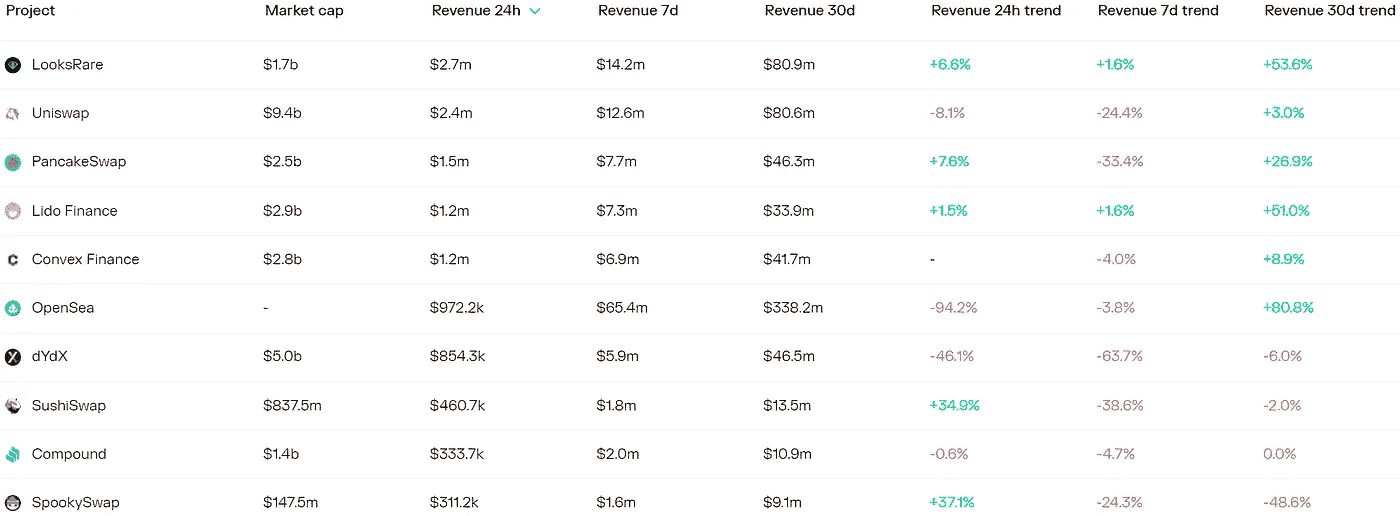 Project Market cap Revenue 24h Revenue 7d Revenue 30d Revenue 24h trend Revenue 7d trend Revenue 30d trend
LooksRare $1.7b $2.7m $14.2m $80.9m +6.6% +1.6% +53.6%
Uniswap $9.4b $2.4m $12.6m $80.6m -8.1% -24.4% +3.0%
PancakeSwap $2.5b $1.5m $7.7m $46.3m +7.6% -33.4% +26.9%
Lido Finance $2.9b $1.2m $7.3m $33.9m +1.5% +1.6% +51.0%
Convex Finance $2.8b $1.2m $6.9m $41.7m - -4.0% +8.9%
OpenSea - $972.2k $65.4m $338.2m -94.2% -3.8% +80.8%
dYdX $5.0b $854.3k $5.9m $46.5m -46.1% -63.7% -6.0%
SushiSwap $837.5m $460.7k $1.8m $13.5m +34.9% -38.6% -2.0%
Compound $1.4b $333.7k $2.0m $10.9m -0.6% -4.7% 0.0%
SpookySwap $147.5m $311.2k $1.6m $9.1m +37.1% -24.3% -48.6%